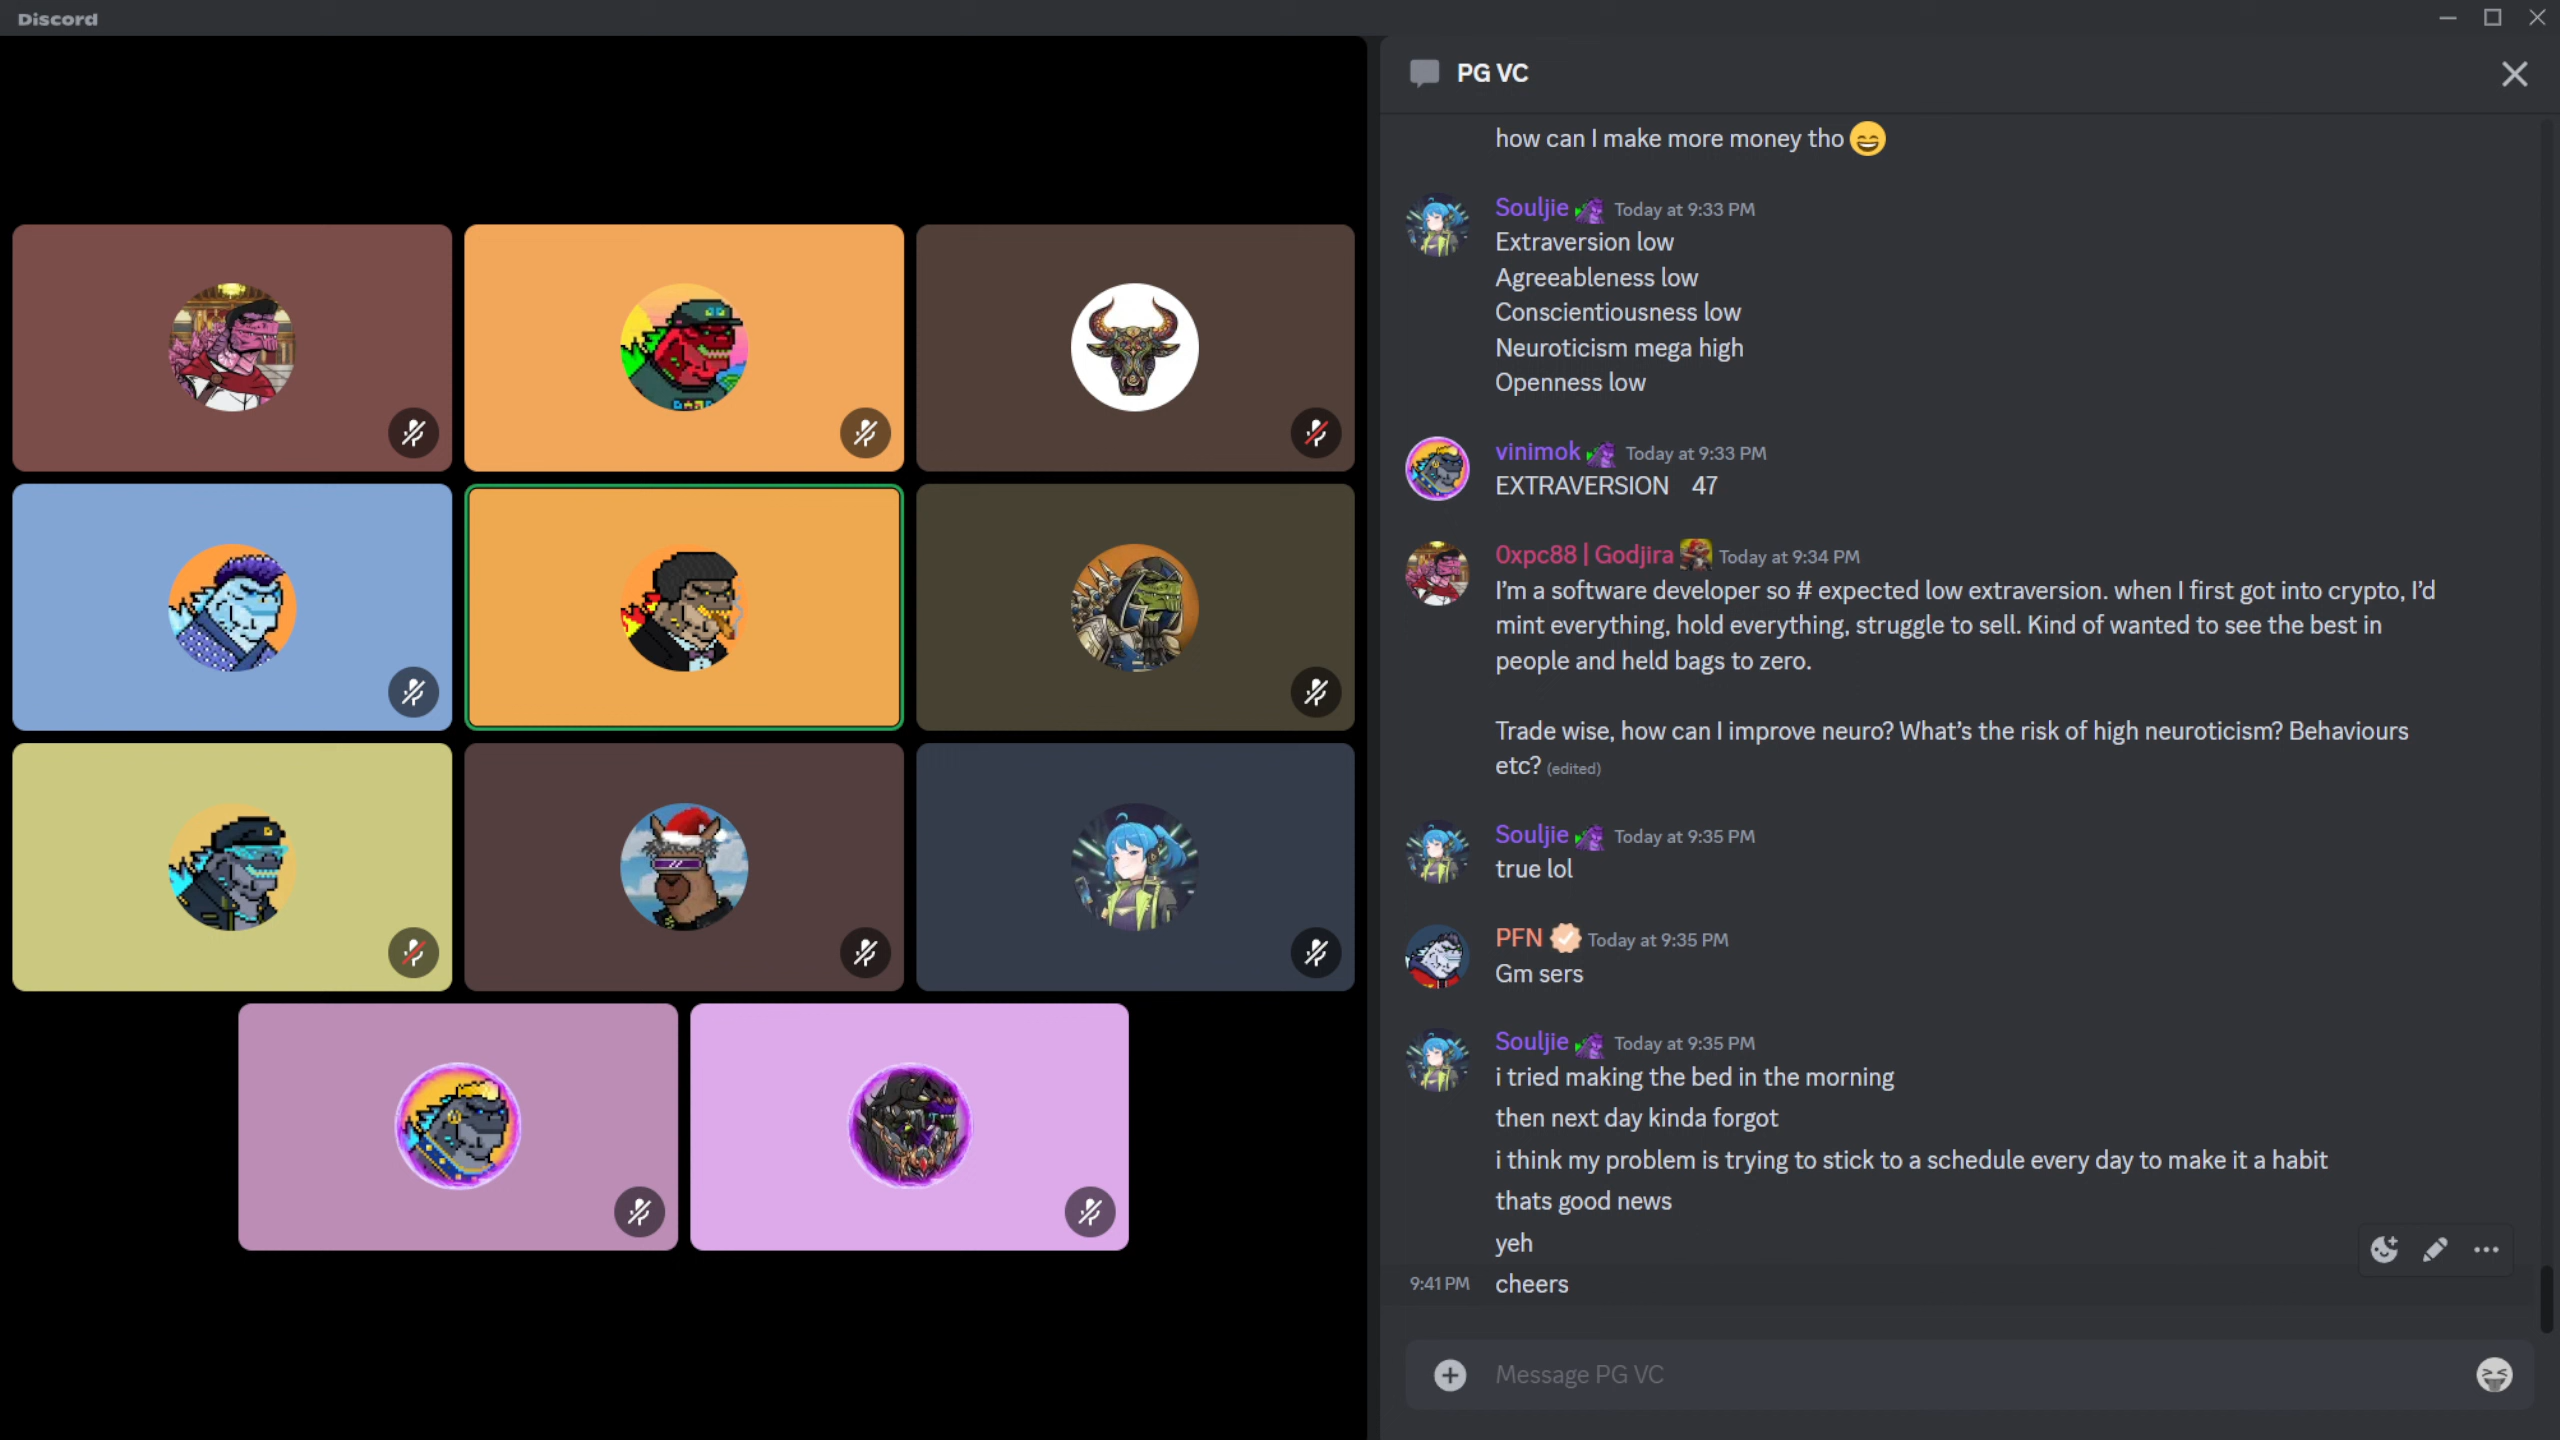 Discord
PG VC
how can I make more money tho
Souljie Today at 9:33 PM
Extraversion low
Agreeableness low
Conscientiousness low
Neuroticism mega high
Openness low
vinimok Today at 9:33 PM
EXTRAVERSION 47
0xpc88 | Godjira Today at 9:34 PM
I'm a software developer so # expected low extraversion. when I first got into crypto, I'd
mint everything, hold everything, struggle to sell. Kind of wanted to see the best in
people and held bags to zero.
Trade wise, how can I improve neuro? What's the risk of high neuroticism? Behaviours
etc? (edited)
Souljie Today at 9:35 PM
true lol
PFN Today at 9:35 PM
Gm sers
Souljie Today at 9:35 PM
i tried making the bed in the morning
then next day kinda forgot
i think my problem is trying to stick to a schedule every day to make it a habit
thats good news
yeh
9:41 PM cheers
Message PG VC